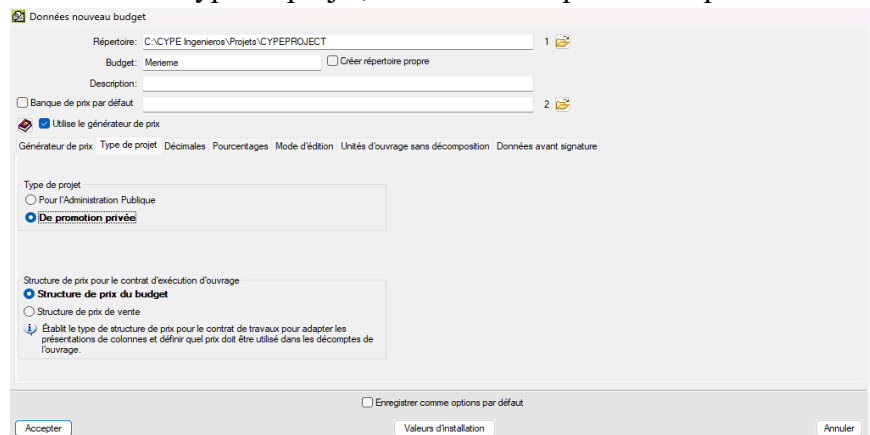 Données nouveau budget
Répertoire: C:\CYPE Ingenieros\Projets\CYPEPROJECT 1
Budget: Merieme Créer répertoire propre
Description:
Banque de prix par défaut 2
Utilise le générateur de prix
Générateur de prix Type de projet Décimales Pourcentages Mode d'édition Unités d'ouvrage sans décomposition Données avant signature
Type de projet
Pour l'Administration Publique
De promotion privée
Structure de prix pour le contrat d'exécution d'ouvrage
Structure de prix du budget
Structure de prix de vente
Établit le type de structure de prix pour le contrat de travaux pour adapter les
présentations de colonnes et définir quel prix doit être utilisé dans les décomptes de
l'ouvrage.
Enregistrer comme options par défaut
Accepter Valeurs d'installation Annuler